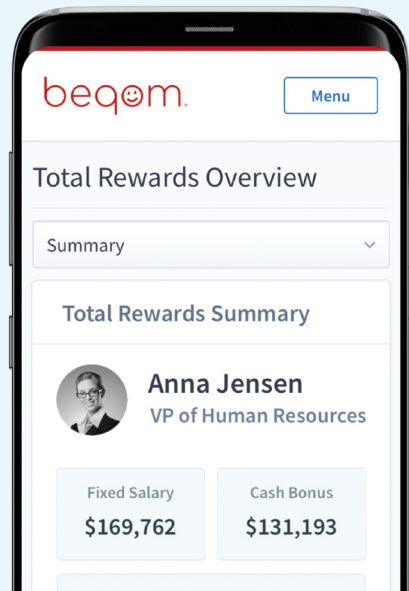 beqom.
Menu
Total Rewards Overview
Summary
Total Rewards Summary
Anna Jensen
VP of Human Resources
Fixed Salary
$169,762
Cash Bonus
$131,193